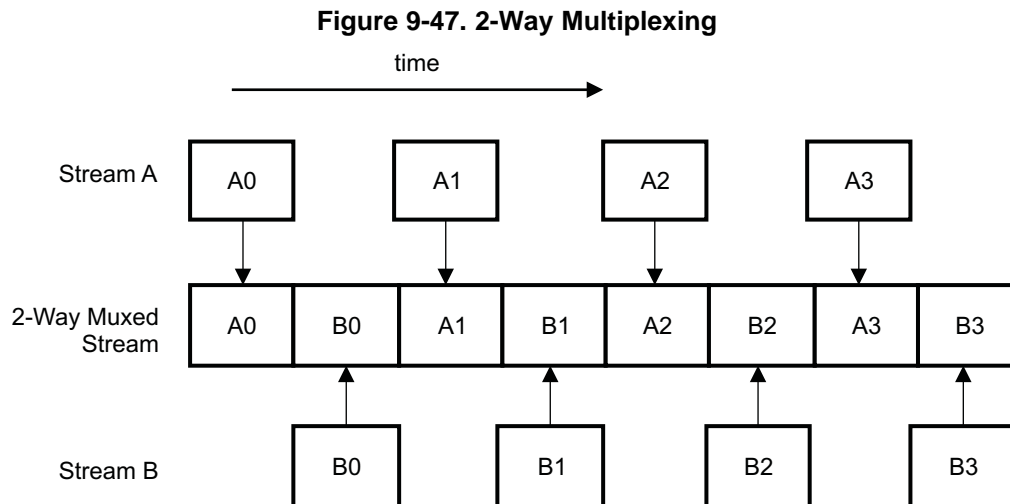 Figure 9-47. 2-Way Multiplexing
time
Stream A
A0
A1
A2
A3
2-Way Muxed
Stream
A0
B0
A1
B1
A2
B2
A3
B3
Stream B
B0
B1
B2
B3